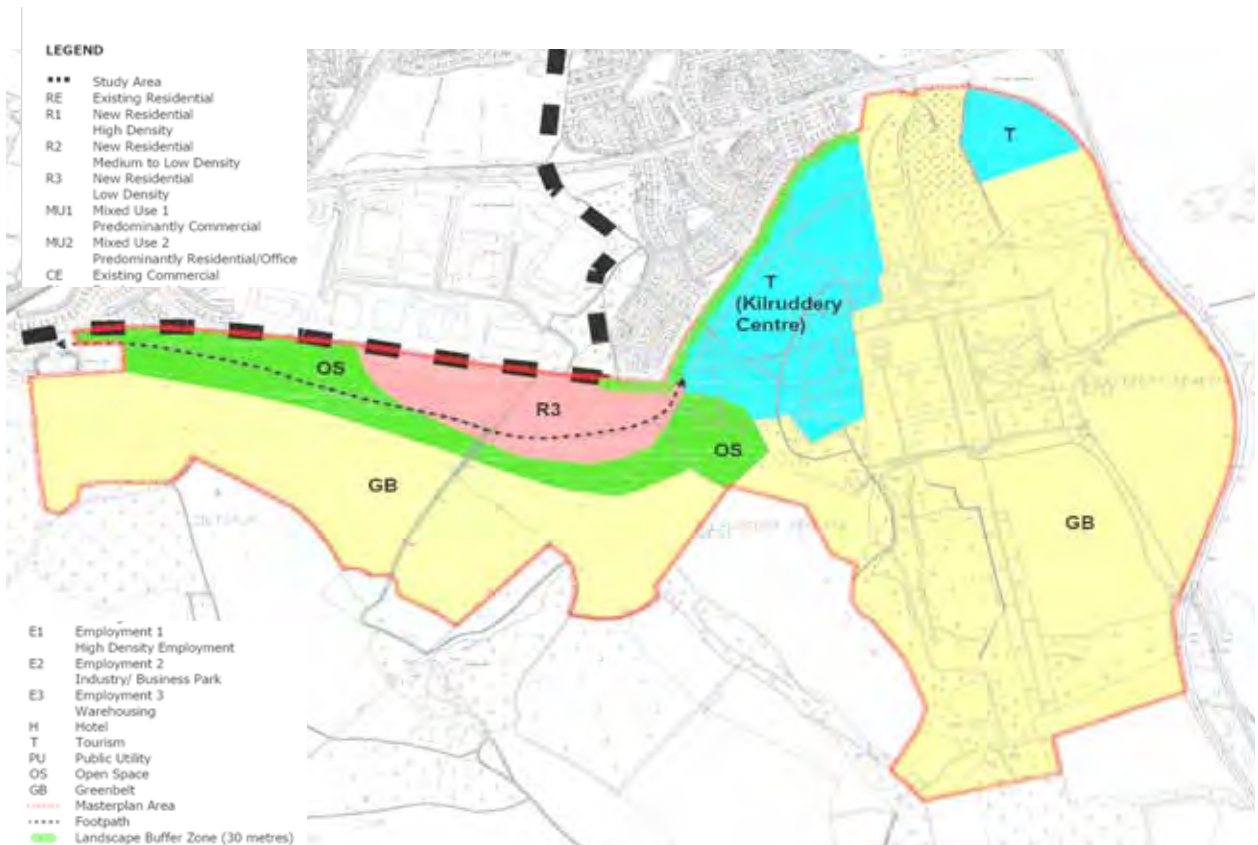 LEGEND
Study Area
RE Existing Residential
R1 New Residential
High Density
R2 New Residential
Medium to Low Density
R3 New Residential
Low Density
MU1 Mixed Use 1
Predominantly Commercial
MU2 Mixed Use 2
Predominantly Residential/Office
CE Existing Commercial
T
T
(Kilruddery
Centre)
OS
R3
OS
GB
GB
E1 Employment 1
High Density Employment
E2 Employment 2
Industry/ Business Park
E3 Employment 3
Warehousing
H Hotel
T Tourism
PU Public Utility
OS Open Space
GB Greenbelt
Masterplan Area
Footpath
Landscape Buffer Zone (30 metres)